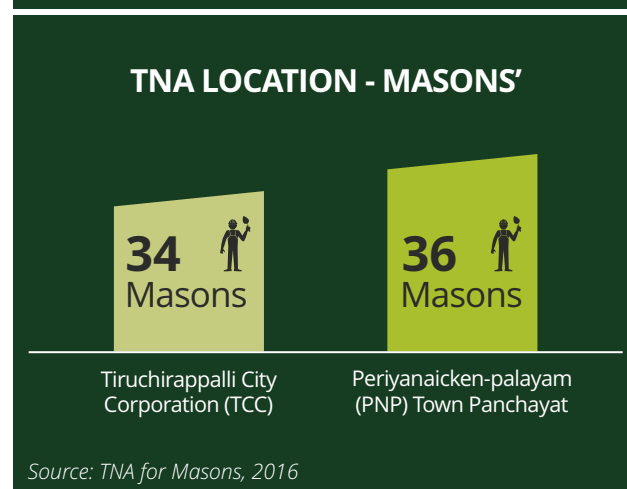 TNA LOCATION - MASONS’
34
Masons
36
Masons
Tiruchirappalli City
Corporation (TCC)
Periyanaicken-palayam
(PNP) Town Panchayat
Source: TNA for Masons, 2016